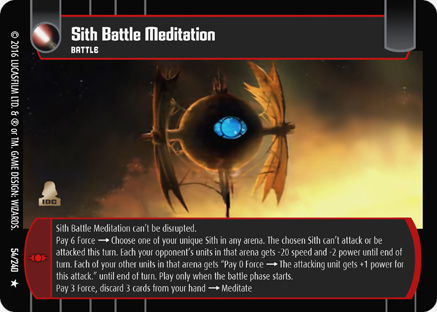 Sith Battle Meditation
BATTLE
© 2016 LUCASFILM LTD. & ® or TM. GAME DESIGN: WIZARDS.
54/240
IDC
Sith Battle Meditation can't be disrupted.
Pay 6 Force → Choose one of your unique Sith in any arena. The chosen Sith can't attack or be
attacked this turn. Each your opponent's units in that arena gets -20 speed and -2 power until end of
turn. Each of your other units in that arena gets "Pay 0 Force → The attacking unit gets +1 power for
this attack." until end of turn. Play only when the battle phase starts.
Pay 3 Force, discard 3 cards from your hand → Meditate